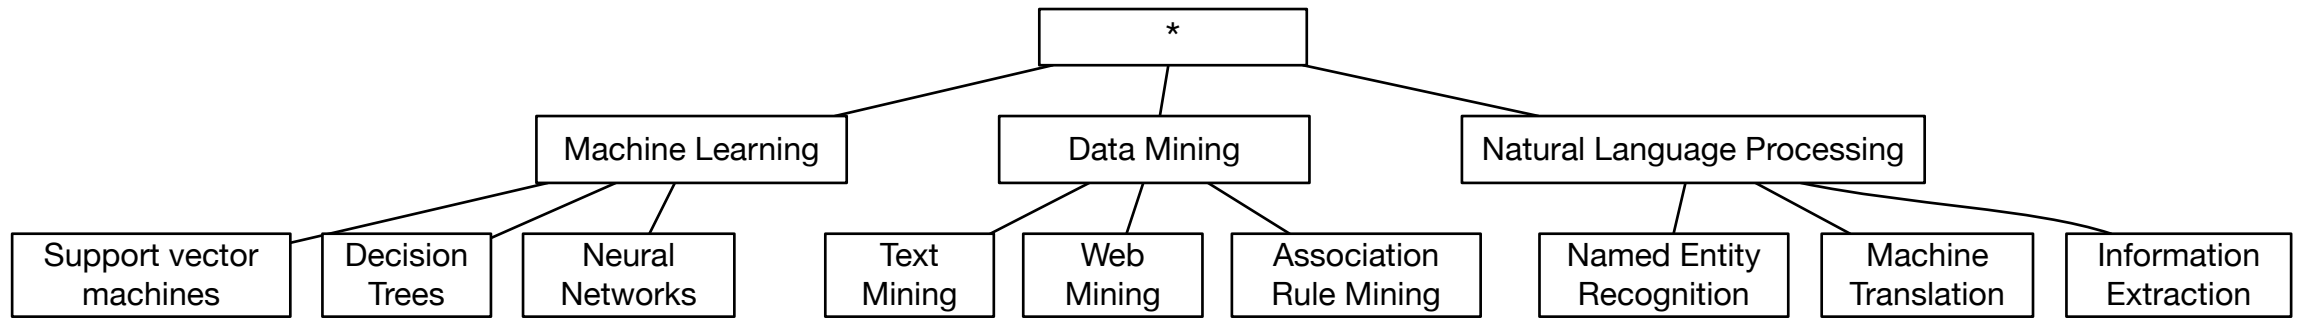 *
Machine Learning
Data Mining
Natural Language Processing
Support vector
machines
Decision
Trees
Neural
Networks
Text
Mining
Web
Mining
Association
Rule Mining
Named Entity
Recognition
Machine
Translation
Information
Extraction